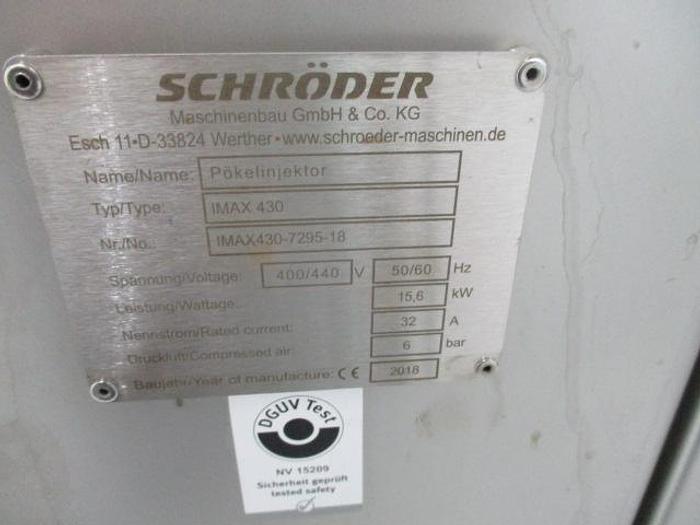 SCHRÖDER
Maschinenbau GmbH & Co. KG
Esch 11•D-33824 Werther•www.schroeder-maschinen.de
Name/Name: Pökelinjektor
Typ/Type: IMAX 430
Nr./No.: IMAX430-7295-18
Spannung/Voltage: 400/440 V 50/60 Hz
Leistung/Wattage: 15,6 kW
Nennstrom/Rated current: 32 A
Druckluft/Compressed air: 6 bar
Baujahr/Year of manufacture: CE 2018
DGUV Test
NV 15209
Sicherheit geprüft
tested safety